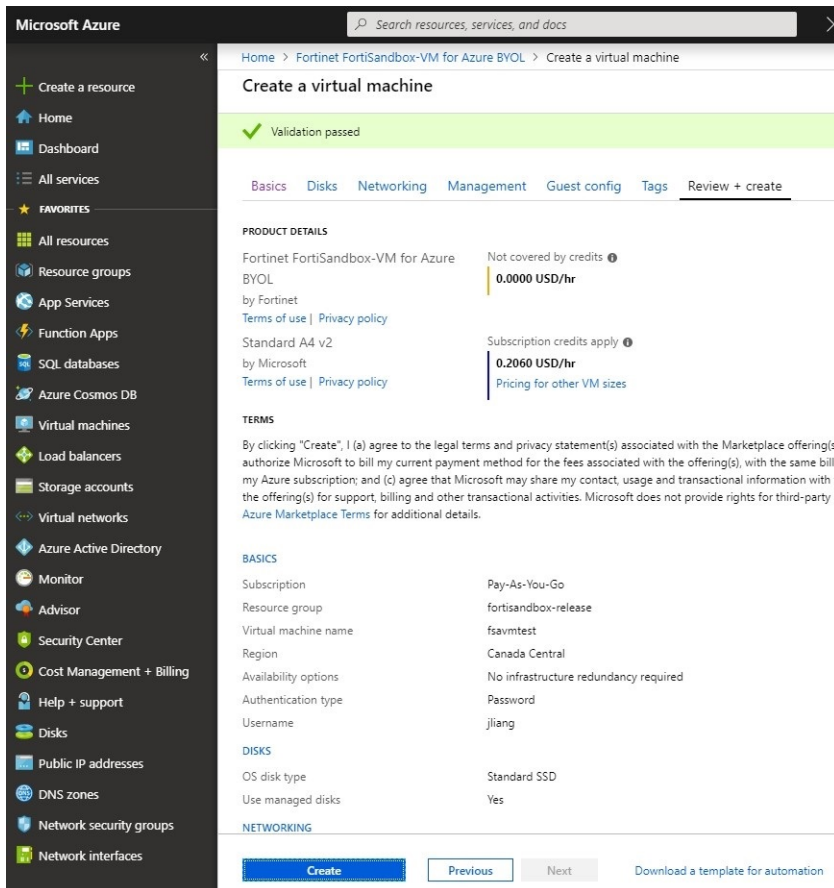 Microsoft Azure
Search resources, services, and docs
«
Create a resource
Home
Dashboard
All services
FAVORITES
All resources
Resource groups
App Services
Function Apps
SQL databases
Azure Cosmos DB
Virtual machines
Load balancers
Storage accounts
Virtual networks
Azure Active Directory
Monitor
Advisor
Security Center
Cost Management + Billing
Help + support
Disks
Public IP addresses
DNS zones
Network security groups
Network interfaces
Home > Fortinet FortiSandbox-VM for Azure BYOL > Create a virtual machine
Create a virtual machine
Validation passed
Basics Disks Networking Management Guest config Tags Review + create
PRODUCT DETAILS
Fortinet FortiSandbox-VM for Azure
BYOL
by Fortinet
Terms of use | Privacy policy
Not covered by credits
0.0000 USD/hr
Standard A4 v2
by Microsoft
Terms of use | Privacy policy
Subscription credits apply
0.2060 USD/hr
Pricing for other VM sizes
TERMS
By clicking "Create", I (a) agree to the legal terms and privacy statement(s) associated with the Marketplace offering(s
authorize Microsoft to bill my current payment method for the fees associated with the offering(s), with the same bill
my Azure subscription; and (c) agree that Microsoft may share my contact, usage and transactional information with
the offering(s) for support, billing and other transactional activities. Microsoft does not provide rights for third-party
Azure Marketplace Terms for additional details.
BASICS
Subscription Pay-As-You-Go
Resource group fortisandbox-release
Virtual machine name fsavmtest
Region Canada Central
Availability options No infrastructure redundancy required
Authentication type Password
Username jliang
DISKS
OS disk type Standard SSD
Use managed disks Yes
NETWORKING
Create Previous Next Download a template for automation